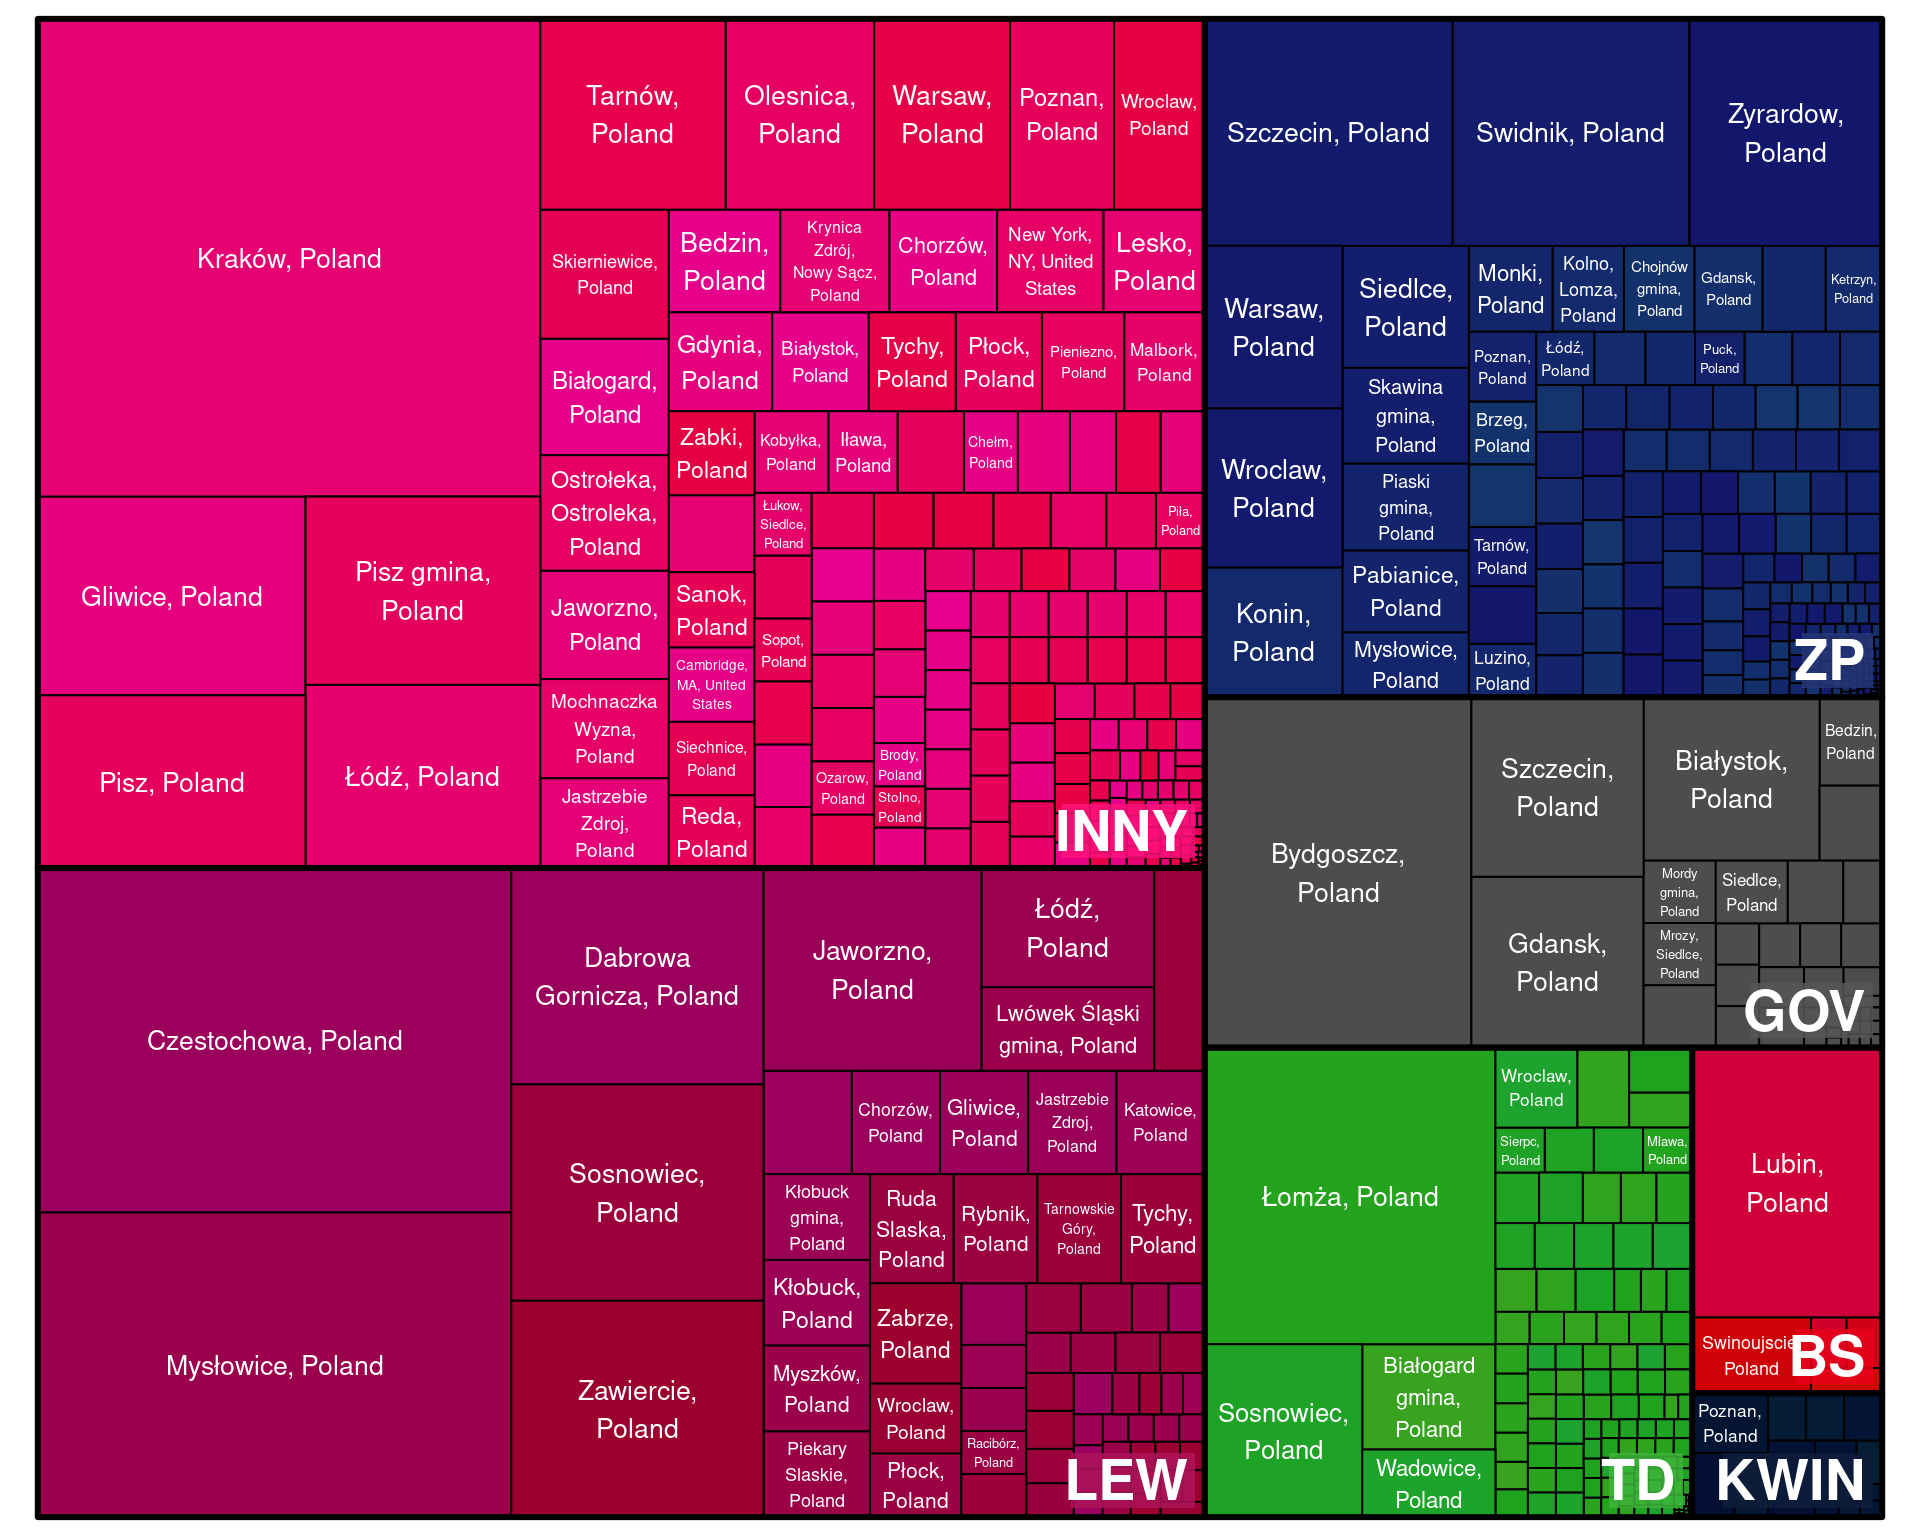 Kraków, Poland
Gliwice, Poland
Pisz gmina,
Poland
Pisz, Poland
Łódź, Poland
Tarnów,
Poland
Olesnica,
Poland
Warsaw,
Poland
Poznan,
Poland
Wroclaw,
Poland
Skierniewice,
Poland
Białogard,
Poland
Ostrołeka,
Ostroleka,
Poland
Jaworzno,
Poland
Mochnaczka
Wyzna,
Poland
Jastrzebie
Zdroj,
Poland
Bedzin,
Poland
Krynica
Zdrój,
Nowy Sącz,
Poland
Chorzów,
Poland
New York,
NY, United
States
Lesko,
Poland
Gdynia,
Poland
Białystok,
Poland
Tychy,
Poland
Płock,
Poland
Pieniezno,
Poland
Malbork,
Poland
Zabki,
Poland
Kobyłka,
Poland
Iława,
Poland
Chełm,
Poland
Łukow,
Siedlce,
Poland
Piła,
Poland
Sanok,
Poland
Sopot,
Poland
Cambridge,
MA, United
States
Siechnice,
Poland
Reda,
Poland
Ozarow,
Poland
Brody,
Poland
Stolno,
Poland
INNY
Szczecin, Poland
Swidnik, Poland
Zyrardow,
Poland
Warsaw,
Poland
Wroclaw,
Poland
Konin,
Poland
Siedlce,
Poland
Skawina
gmina,
Poland
Piaski
gmina,
Poland
Pabianice,
Poland
Mysłowice,
Poland
Monki,
Poland
Kolno,
Lomza,
Poland
Chojnów
gmina,
Poland
Gdansk,
Poland
Ketrzyn,
Poland
Poznan,
Poland
Łódź,
Poland
Puck,
Poland
Brzeg,
Poland
Tarnów,
Poland
Luzino,
Poland
ZP
Bydgoszcz,
Poland
Szczecin,
Poland
Gdansk,
Poland
Białystok,
Poland
Bedzin,
Poland
Mordy
gmina,
Poland
Siedlce,
Poland
Mrozy,
Siedlce,
Poland
GOV
Czestochowa, Poland
Mysłowice, Poland
Dabrowa
Gornicza, Poland
Sosnowiec,
Poland
Zawiercie,
Poland
Jaworzno,
Poland
Łódź,
Poland
Lwówek Śląski
gmina, Poland
Chorzów,
Poland
Gliwice,
Poland
Jastrzebie
Zdroj,
Poland
Katowice,
Poland
Kłobuck
gmina,
Poland
Kłobuck,
Poland
Myszków,
Poland
Piekary
Slaskie,
Poland
Ruda
Slaska,
Poland
Rybnik,
Poland
Tarnowskie
Góry,
Poland
Tychy,
Poland
Zabrze,
Poland
Wroclaw,
Poland
Płock,
Poland
Racibórz,
Poland
LEW
Łomża, Poland
Sosnowiec,
Poland
Białogard
gmina,
Poland
Wadowice,
Poland
Wroclaw,
Poland
Sierpc,
Poland
Mława,
Poland
TD
Lubin,
Poland
Swinoujscie
Poland
BS
Poznan,
Poland
KWIN